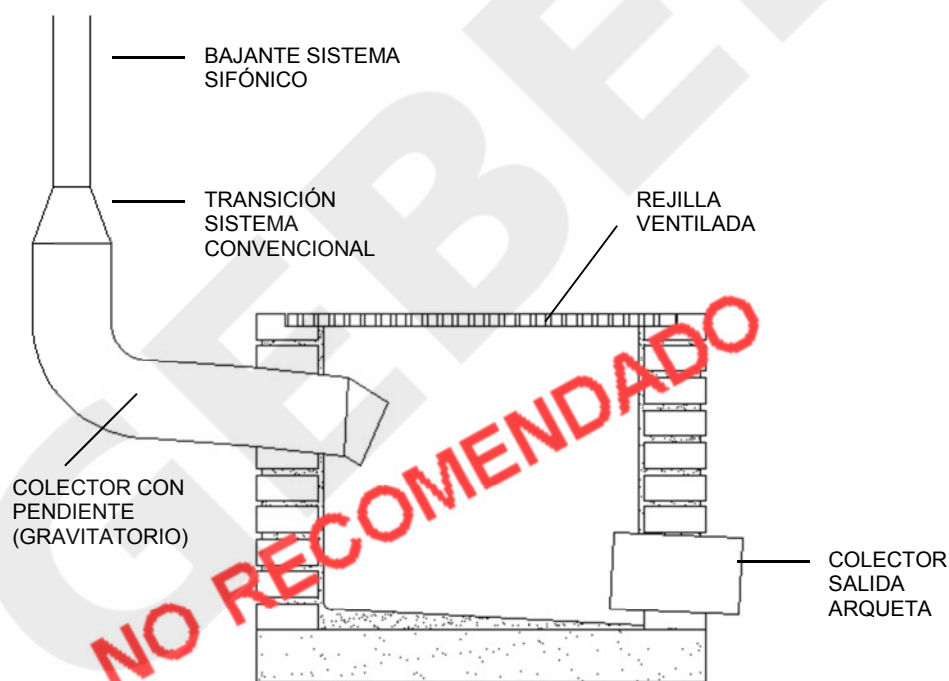 BAJANTE SISTEMA
SIFÓNICO
TRANSICIÓN
SISTEMA
CONVENCIONAL
REJILLA
VENTILADA
NO RECOMENDADO
COLECTOR CON
PENDIENTE
(GRAVITATORIO)
COLECTOR
SALIDA
ARQUETA